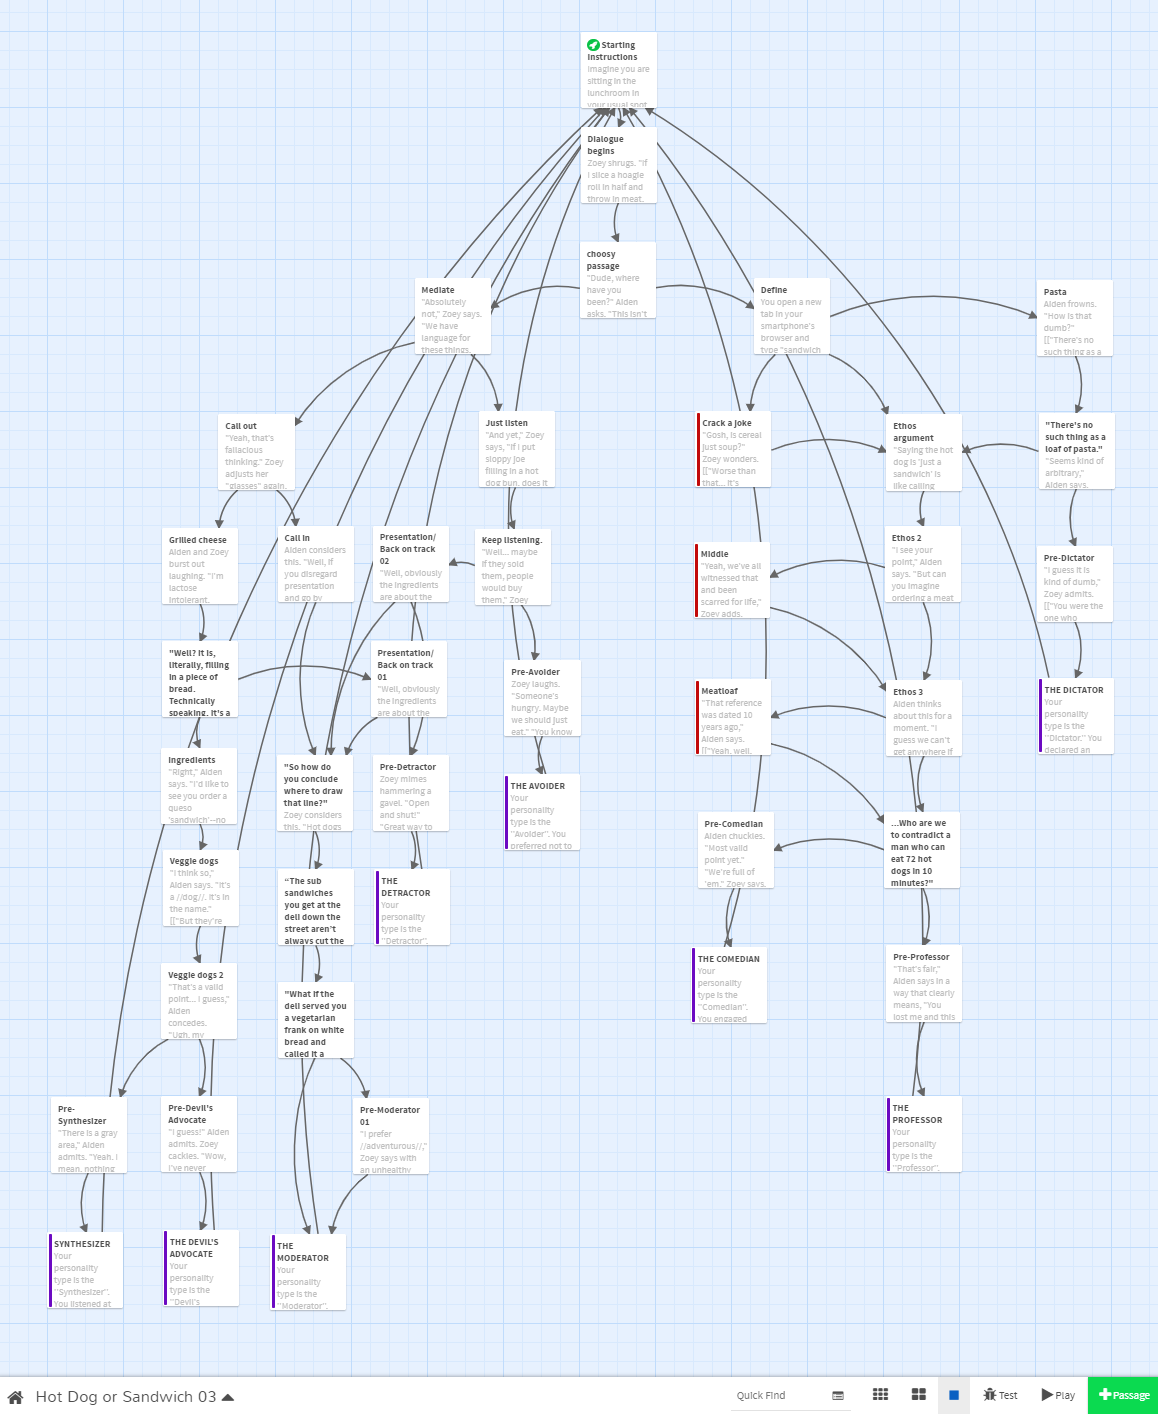 Starting
instructions
Imagine you are
sitting in the
lunchroom in
your usual spot
Dialogue
begins
Zoey shrugs. "If
I slice a hoagie
roll in half and
throw in meat,
choosy
passage
"Dude, where
have you
been?" Aiden
asks. "This isn't
Mediate
"Absolutely
not," Zoey says.
"We have
language for
these things.
Define
You open a new
tab in your
smartphone's
browser and
type "sandwich
Pasta
Aiden frowns.
"How is that
dumb?"
[["There's no
such thing as a
Call out
"Yeah, that's
fallacious
thinking." Zoey
adjusts her
"glasses" again.
Just listen
"And yet," Zoey
says, "if I put
sloppy joe
filling in a hot
dog bun, does it
Crack a joke
"Gosh, is cereal
just soup?"
Zoey wonders.
[["Worse than
that... it's
Ethos
argument
"Saying the hot
dog is 'just a
sandwich' is
like calling
"There's no
such thing as a
loaf of pasta."
"Seems kind of
arbitrary,"
Aiden says.
Grilled cheese
Aiden and Zoey
burst out
laughing. "I'm
lactose
intolerant.
Call in
Aiden considers
this. "Well, if
you disregard
presentation
and go by
Presentation/
Back on track
02
"Well, obviously
the ingredients
are about the
Keep listening.
"Well... maybe
if they sold
them, people
would buy
them," Zoey
Middle
"Yeah, we've all
witnessed that
and been
scarred for life,"
Zoey adds.
Ethos 2
"I see your
point," Aiden
says. "But can
you imagine
ordering a meat
Pre-Dictator
"I guess it is
kind of dumb,"
Zoey admits.
[["You were the
one who
"Well? It is,
literally, filling
in a piece of
bread.
Technically
speaking, it's a
Presentation/
Back on track
01
"Well, obviously
the ingredients
are about the
Pre-Avoider
Zoey laughs.
"Someone's
hungry. Maybe
we should just
eat." "You know
Meatloaf
"That reference
was dated 10
years ago,"
Aiden says.
[["Yeah, well,
Ethos 3
Aiden thinks
about this for a
moment. "I
guess we can't
get anywhere if
THE DICTATOR
Your
personality
type is the
"Dictator." You
declared an
Ingredients
"Right," Aiden
says. "I'd like to
see you order a
queso
'sandwich'--no
"So how do
you conclude
where to draw
that line?"
Zoey considers
this. "Hot dogs
Pre-Detractor
Zoey mimes
hammering a
gavel. "Open
and shut!"
"Great way to
THE AVOIDER
Your
personality
type is the
"Avoider". You
preferred not to
Pre-Comedian
Aiden chuckles.
"Most valid
point yet."
"We're full of
'em," Zoey says.
...Who are we
to contradict a
man who can
eat 72 hot
dogs in 10
minutes?"
Veggie dogs
"I think so,"
Aiden says. "It's
a //dog//. It's in
the name."
[["But they're
“The sub
sandwiches
you get at the
deli down the
street aren't
always cut the
THE
DETRACTOR
Your
personality
type is the
"Detractor".
THE COMEDIAN
Your
personality
type is the
"Comedian".
You engaged
Pre-Professor
"That's fair,"
Aiden says in a
way that clearly
means, "You
lost me and this
Veggie dogs 2
"That's a valid
point... I guess,"
Aiden
concedes.
"Ugh, my
"What if the
deli served you
a vegetarian
frank on white
bread and
called it a
Pre-
Synthesizer
"There is a gray
area," Aiden
admits. "Yeah. I
mean, nothing
Pre-Devil's
Advocate
"I guess!" Aiden
admits. Zoey
cackles. "Wow,
I've never
Pre-Moderator
01
"I prefer
//adventurous//,"
Zoey says with
an unhealthy
THE
PROFESSOR
Your
personality
type is the
"Professor".
SYNTHESIZER
Your
personality
type is the
"Synthesizer".
You listened at
THE DEVIL'S
ADVOCATE
Your
personality
type is the
"Devil's
THE
MODERATOR
Your
personality
type is the
"Moderator".
Hot Dog or Sandwich 03
Quick Find
Test
Play
Passage